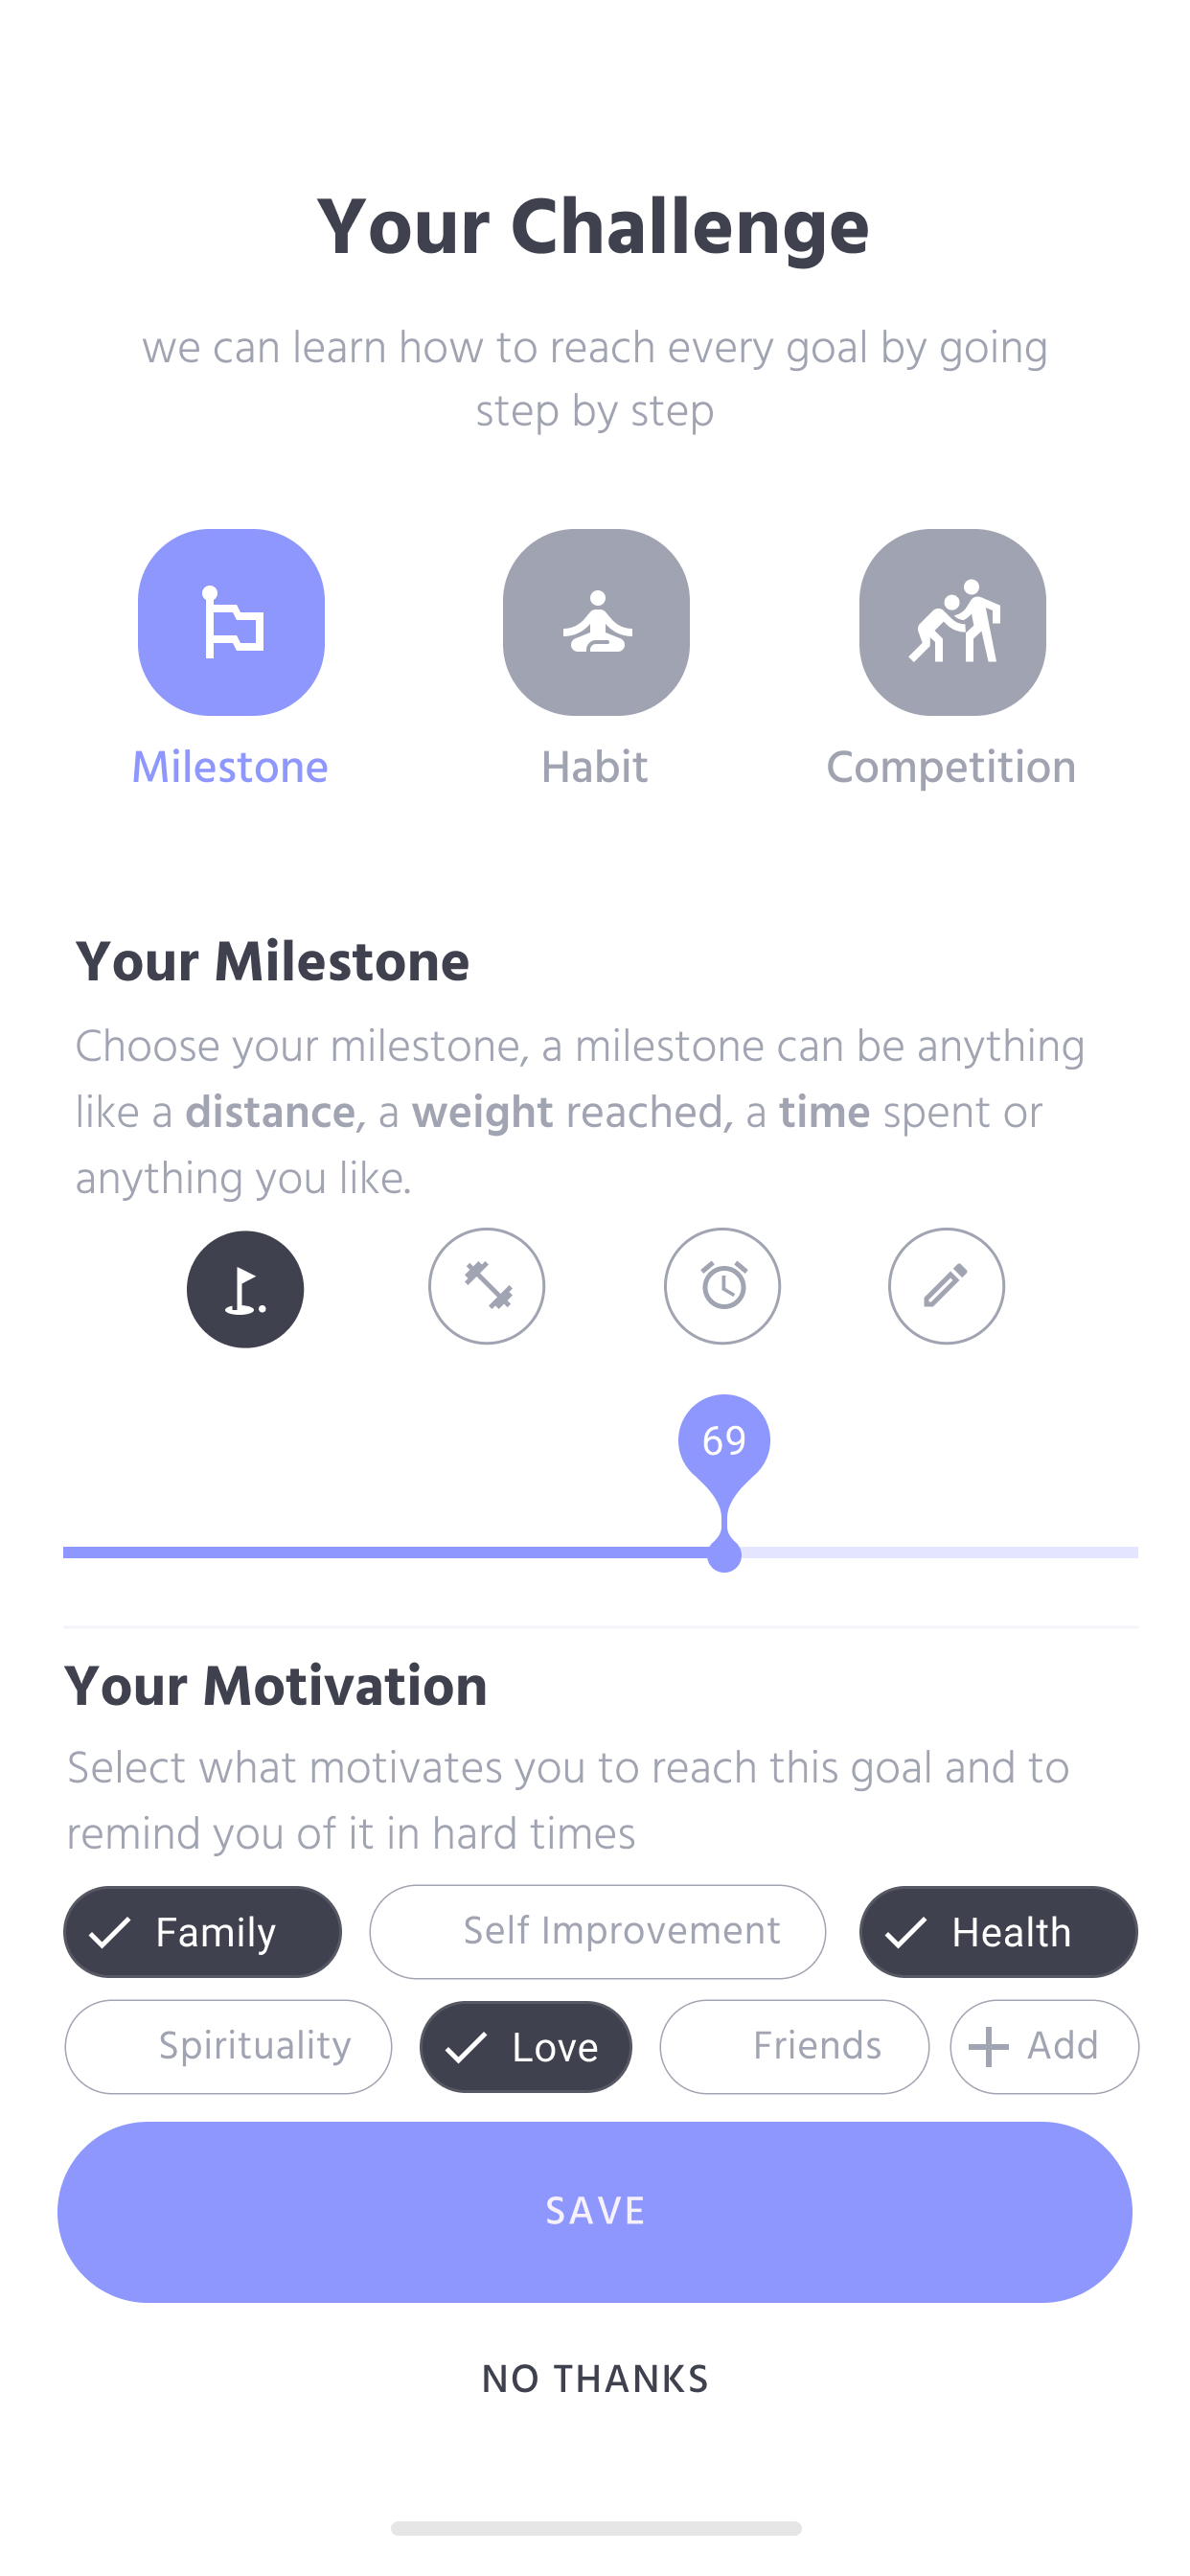 Your Challenge
we can learn how to reach every goal by going
step by step
Milestone
Habit
Competition
Your Milestone
Choose your milestone, a milestone can be anything
like a distance, a weight reached, a time spent or
anything you like.
69
Your Motivation
Select what motivates you to reach this goal and to
remind you of it in hard times
Family
Self Improvement
Health
Spirituality
Love
Friends
Add
SAVE
NO THANKS